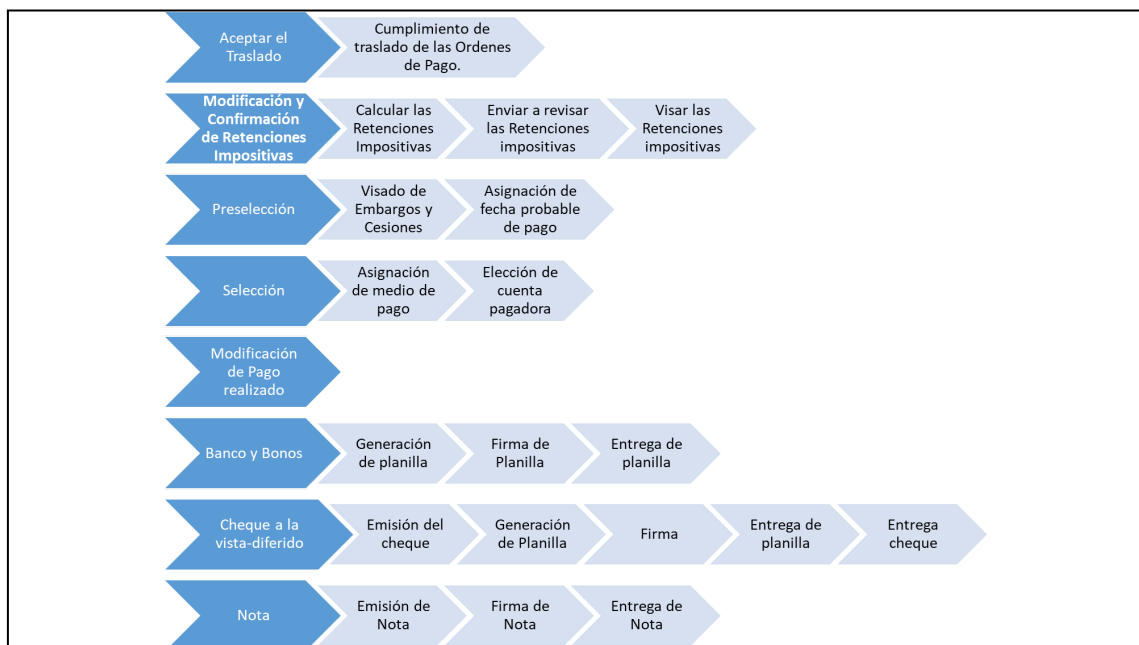 Aceptar el
Traslado
Cumplimiento de
traslado de las Ordenes
de Pago.
Modificación y
Confirmación
de Retenciones
Impositivas
Calcular las
Retenciones
Impositivas
Enviar a revisar
las Retenciones
impositivas
Visar las
Retenciones
impositivas
Preselección
Visado de
Embargos y
Cesiones
Asignación de
fecha probable
de pago
Selección
Asignación
de medio de
pago
Elección de
cuenta
pagadora
Modificación
de Pago
realizado
Banco y Bonos
Generación
de planilla
Firma de
Planilla
Entrega de
planilla
Cheque a la
vista-diferido
Emisión del
cheque
Generación
de Planilla
Firma
Entrega de
planilla
Entrega
cheque
Nota
Emisión de
Nota
Firma de
Nota
Entrega de
Nota